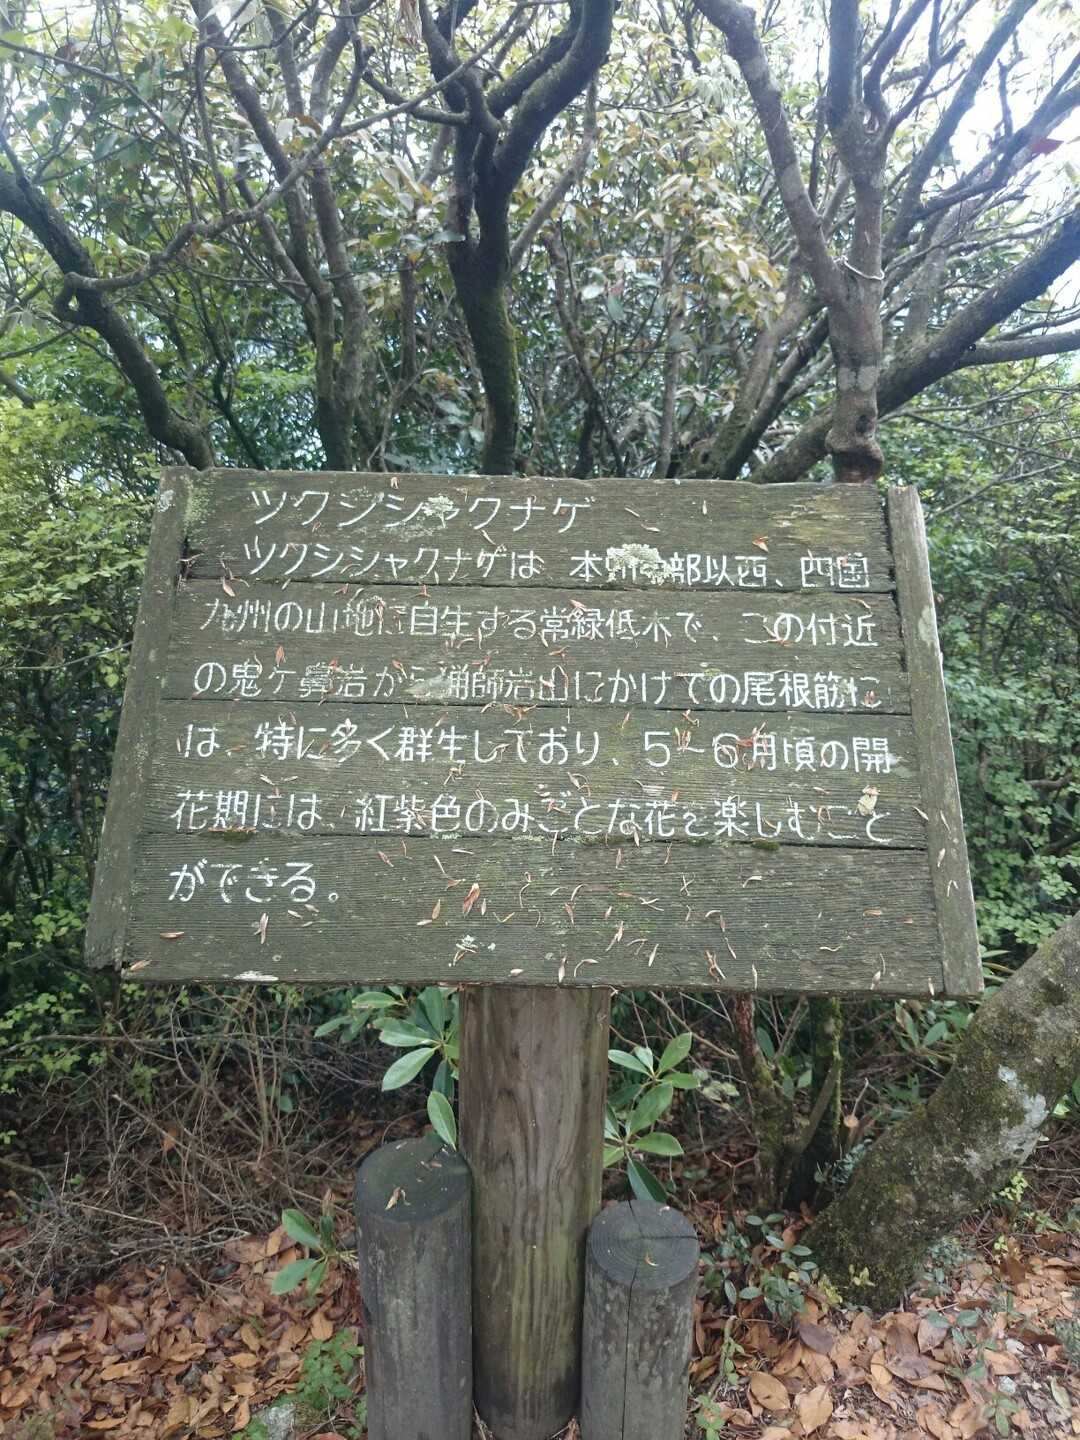 ツクシシャクナゲ
ツクシシャクナゲは 本州中部以西、四国
九州の山地に自生する常緑低木で、この付近
の鬼ケ鼻岩から猟師岩山にかけての尾根筋に
は、特に多く群生しており、5~6月頃の開
花期には、紅紫色のみごとな花を楽しむこと
ができる。